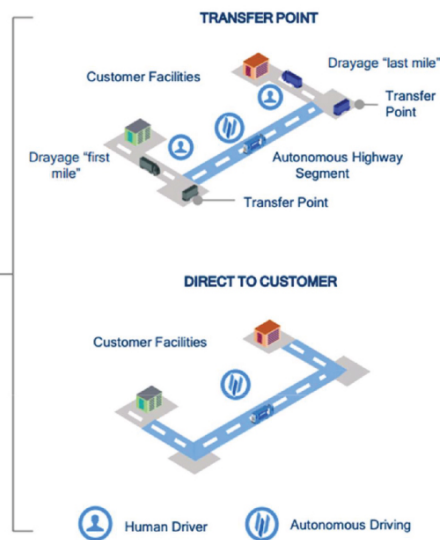 TRANSFER POINT
Customer Facilities
Drayage "last mile"
Transfer
Point
Drayage "first
mile"
Autonomous Highway
Segment
Transfer Point
DIRECT TO CUSTOMER
Customer Facilities
Human Driver
Autonomous Driving